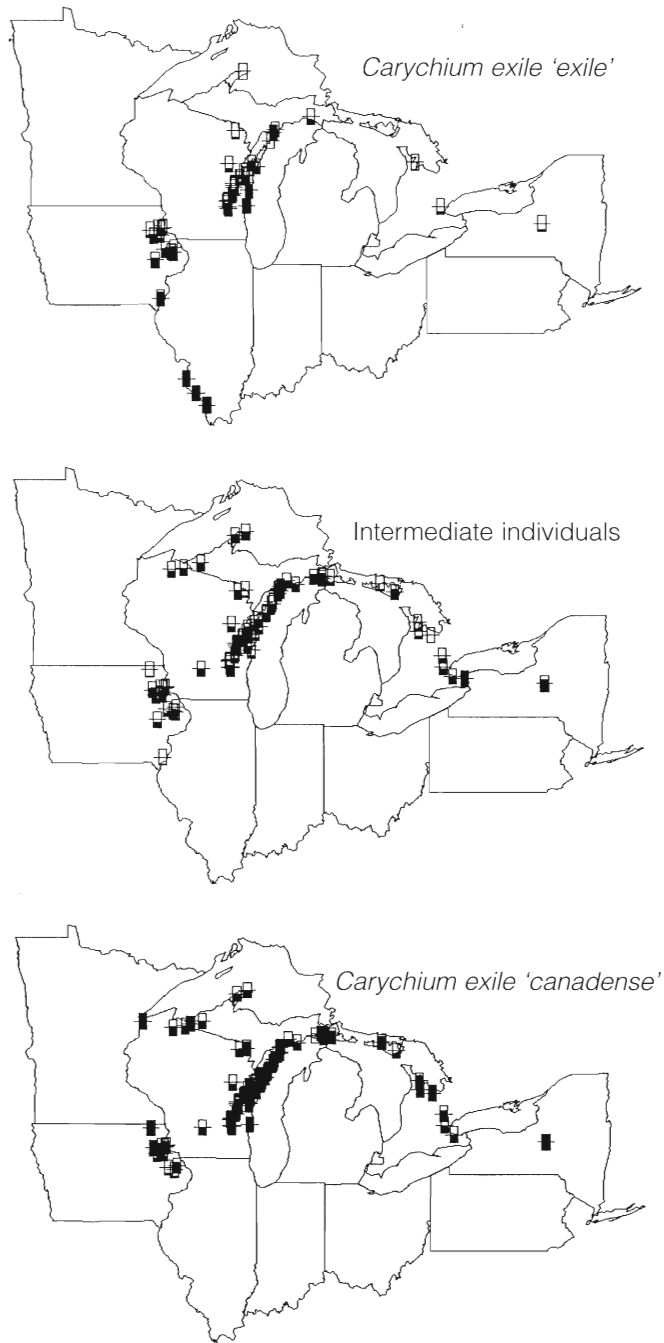 Carychium exile ‘exile’
Intermediate individuals
Carychium exile ‘canadense’